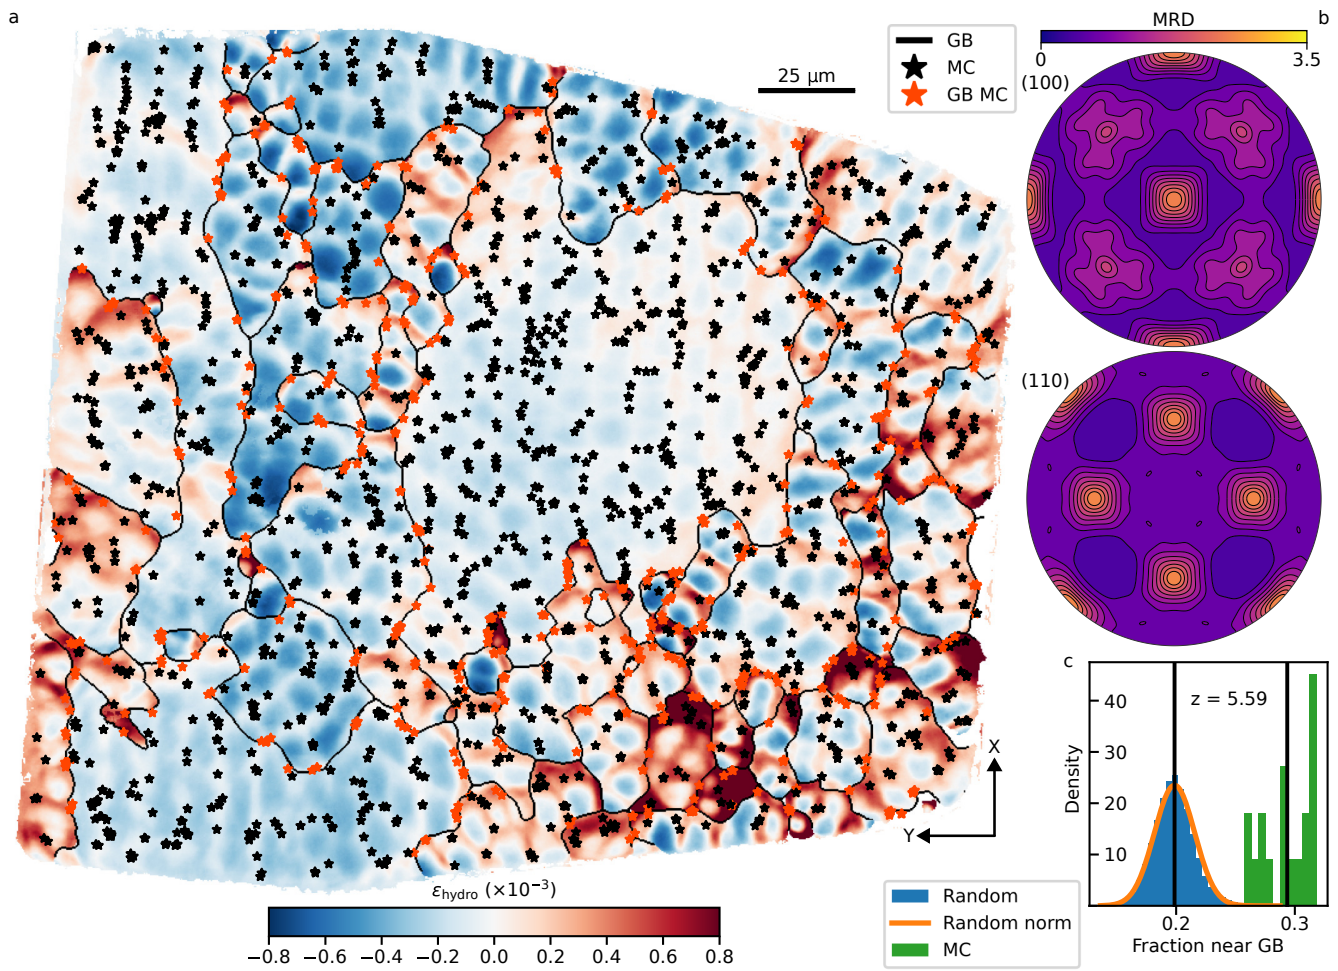 a
GB
MC
GB MC
25 μm
MRD
b
0
3.5
(100)
(110)
X
Y
c
z = 5.59
40
30
20
10
Density
0.2
0.3
Fraction near GB
Random
Random norm
MC
εhydro (×10−3)
−0.8
−0.6
−0.4
−0.2
0.0
0.2
0.4
0.6
0.8